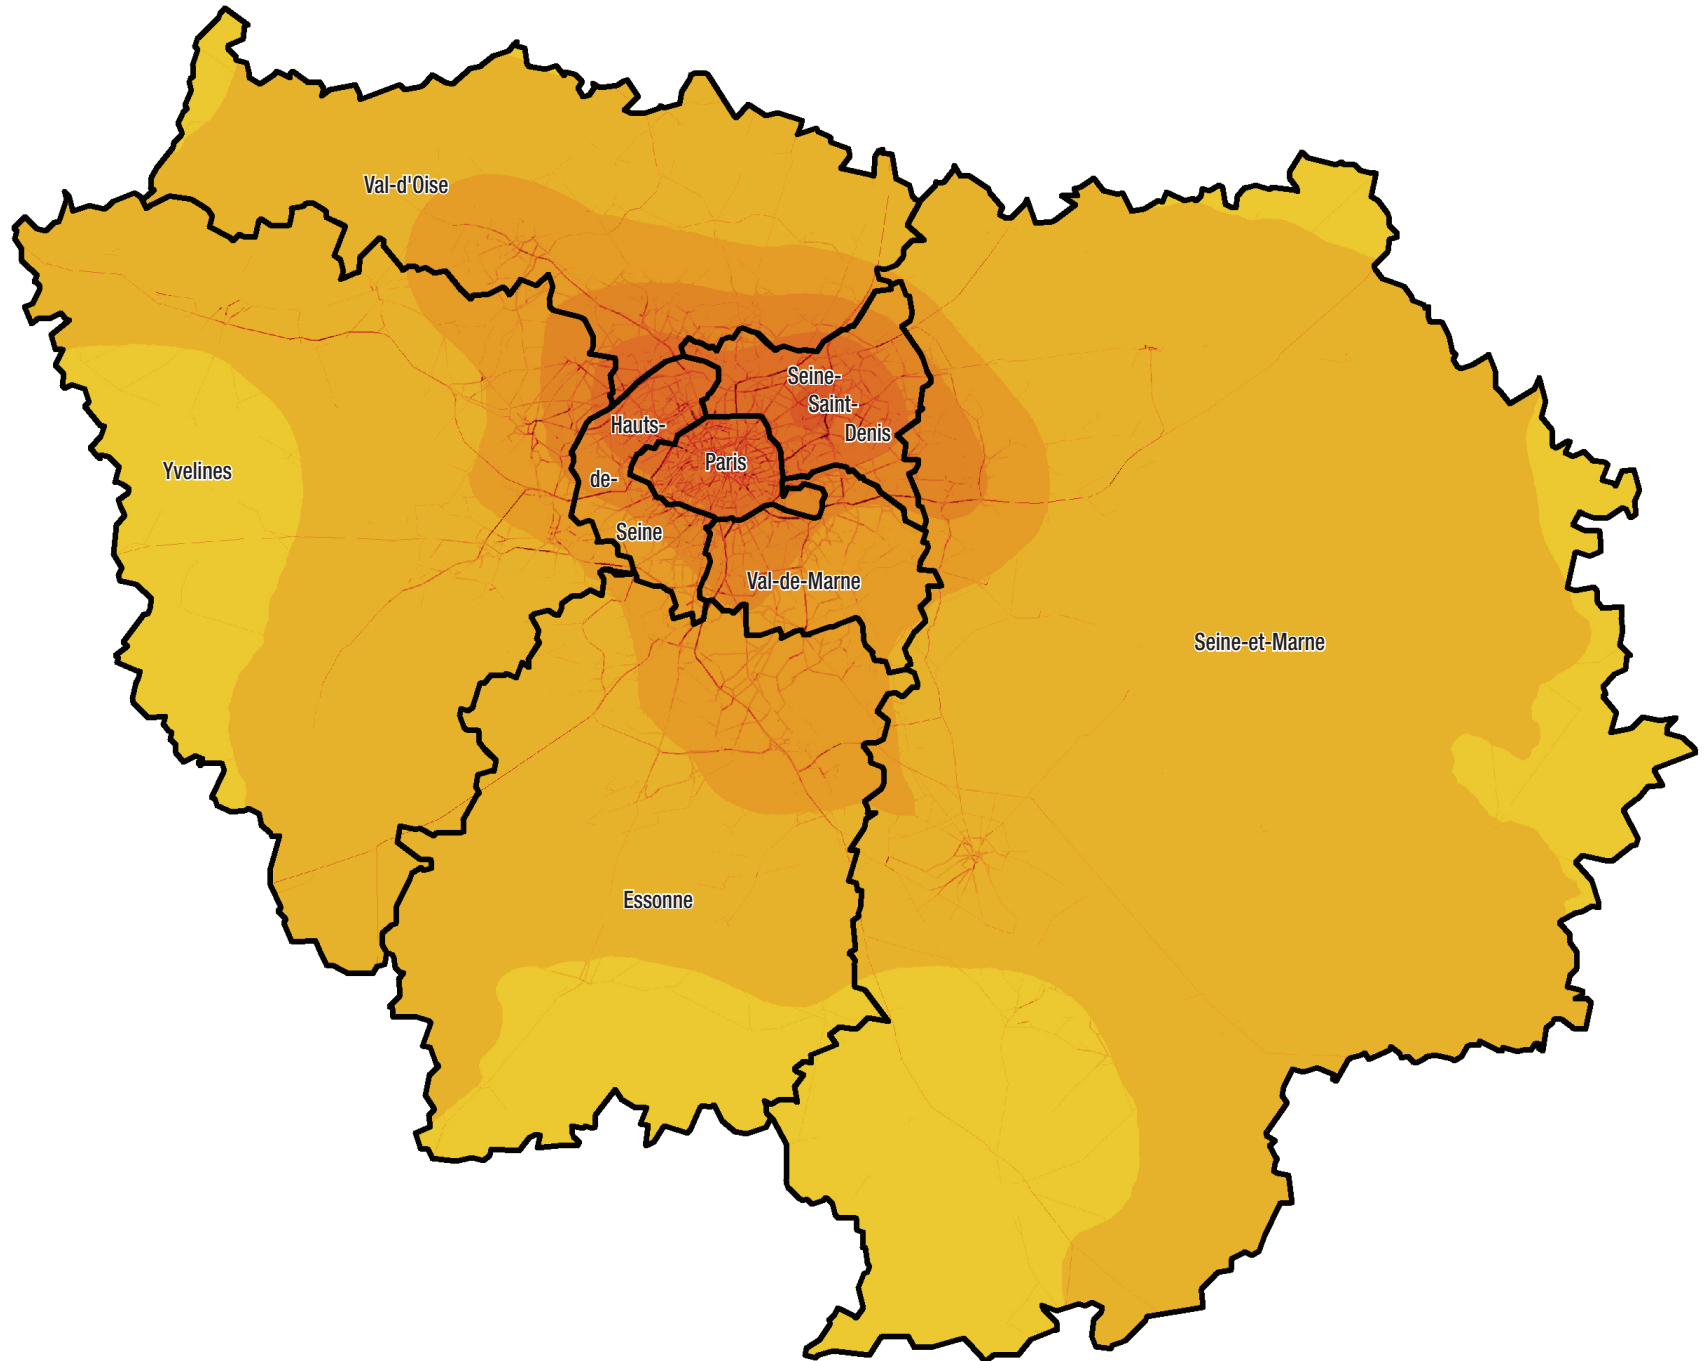 Val-d'Oise
Seine-
Saint-
Denis
Hauts-
de-
Seine
Paris
Yvelines
Val-de-Marne
Seine-et-Marne
Essonne